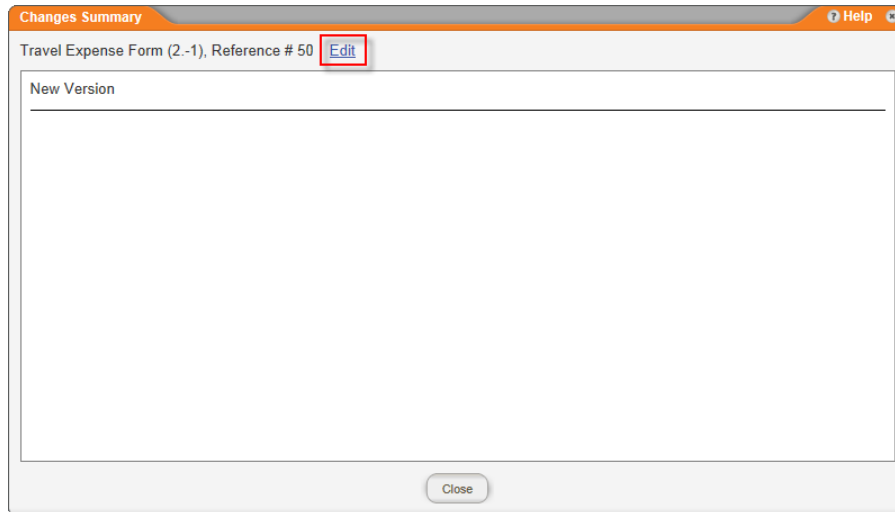 Changes Summary
Help
Travel Expense Form (2.-1), Reference # 50 Edit
New Version
Close